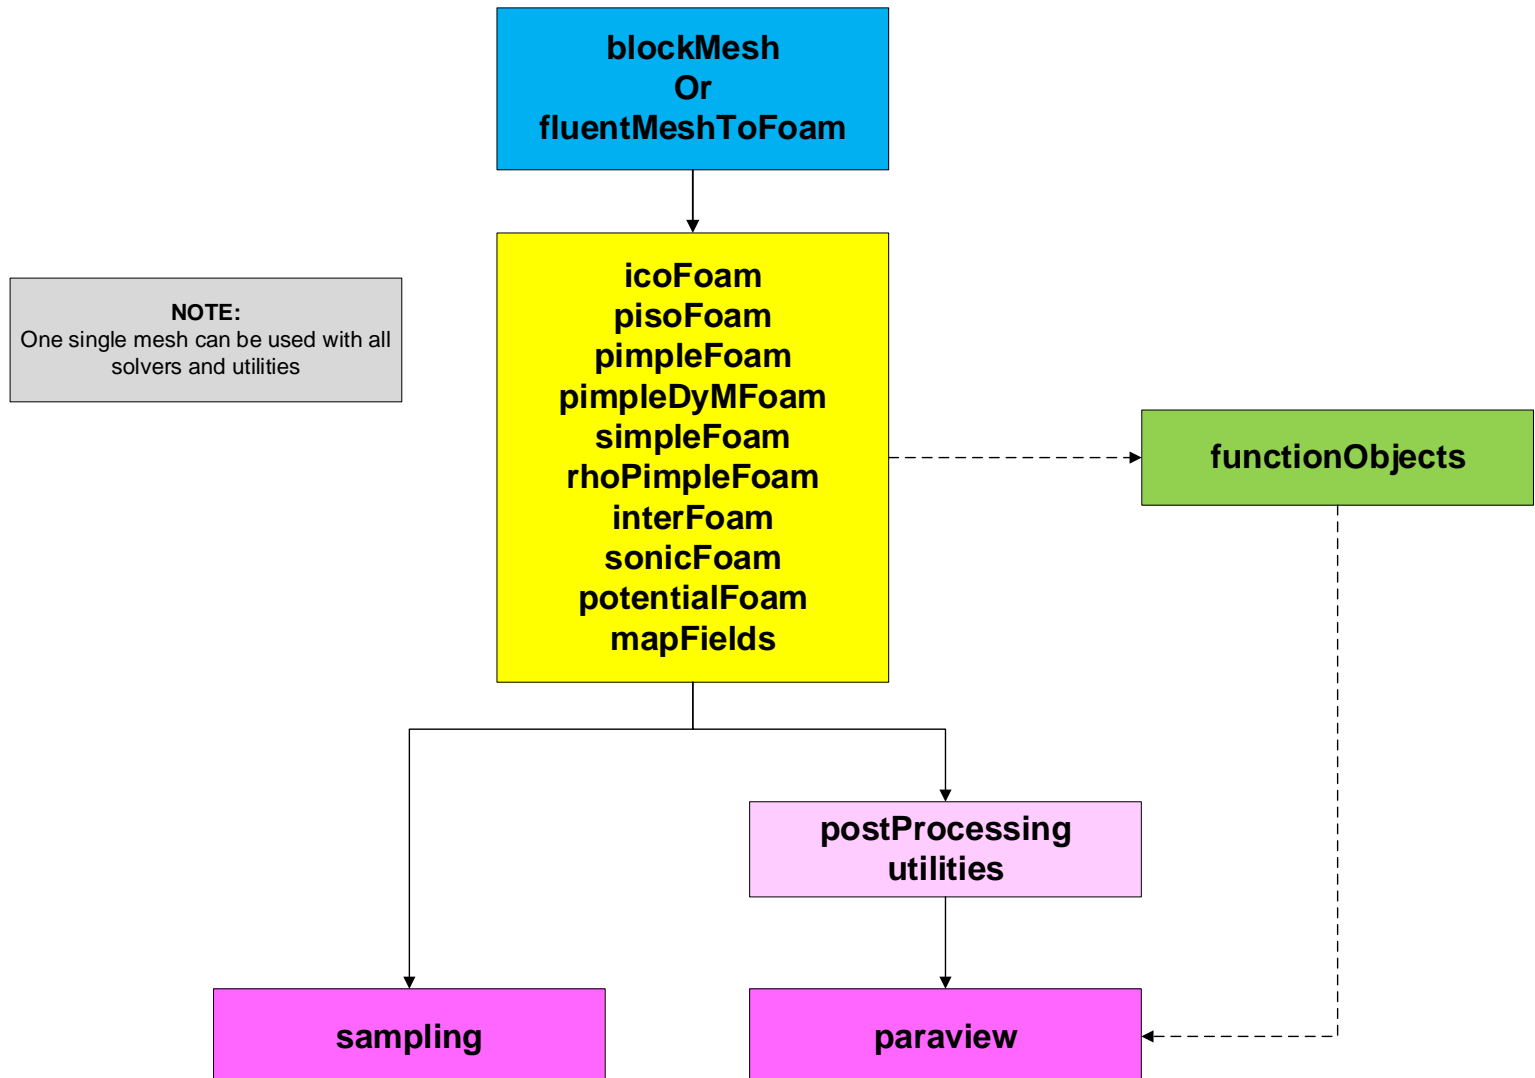 blockMesh
Or
fluentMeshToFoam
NOTE:
One single mesh can be used with all
solvers and utilities
icoFoam
pisoFoam
pimpleFoam
pimpleDyMFoam
simpleFoam
rhoPimpleFoam
interFoam
sonicFoam
potentialFoam
mapFields
functionObjects
postProcessing
utilities
sampling
paraview